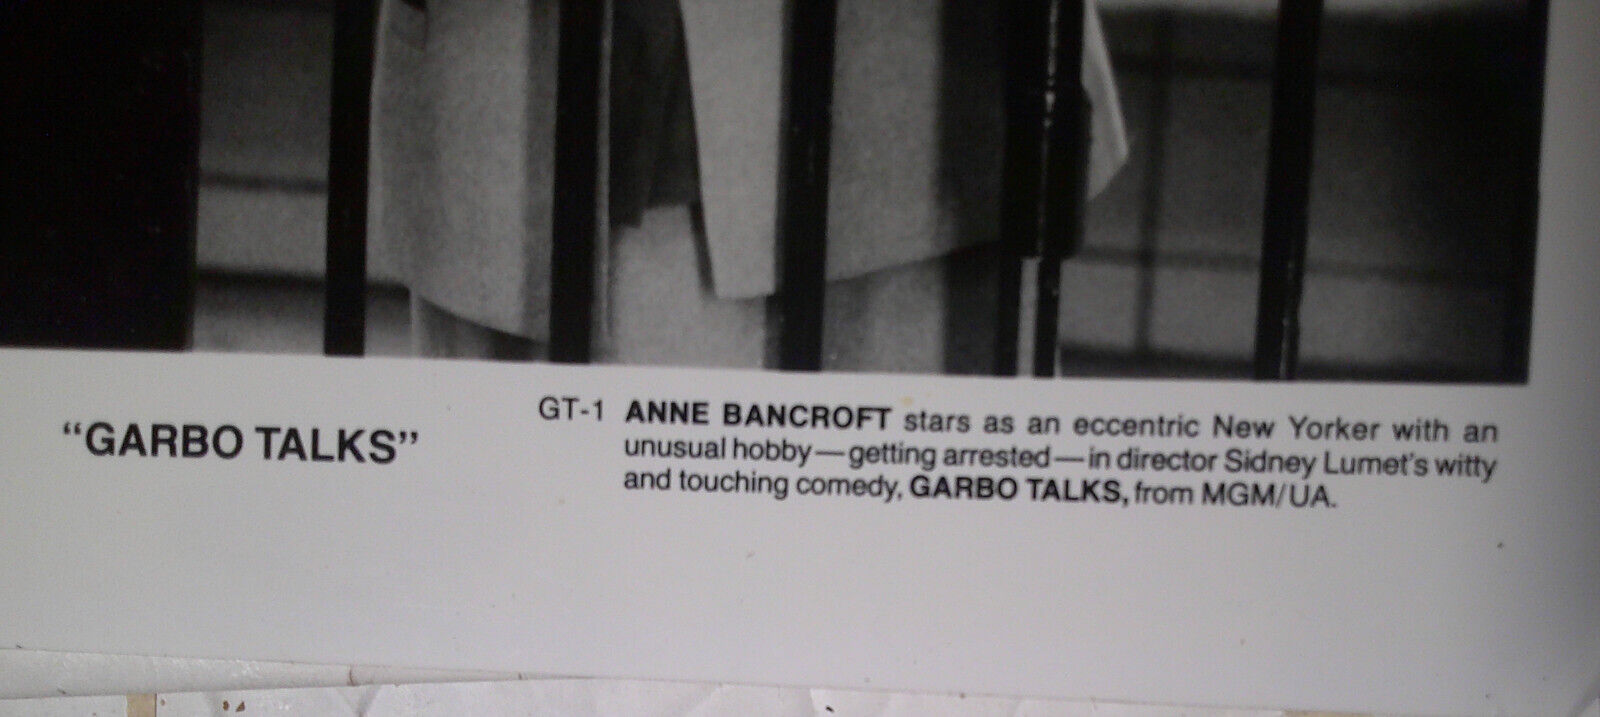 "GARBO TALKS"
GT-1 ANNE BANCROFT stars as an eccentric New Yorker with an
unusual hobby—getting arrested—in director Sidney Lumet's witty
and touching comedy, GARBO TALKS, from MGM/UA.